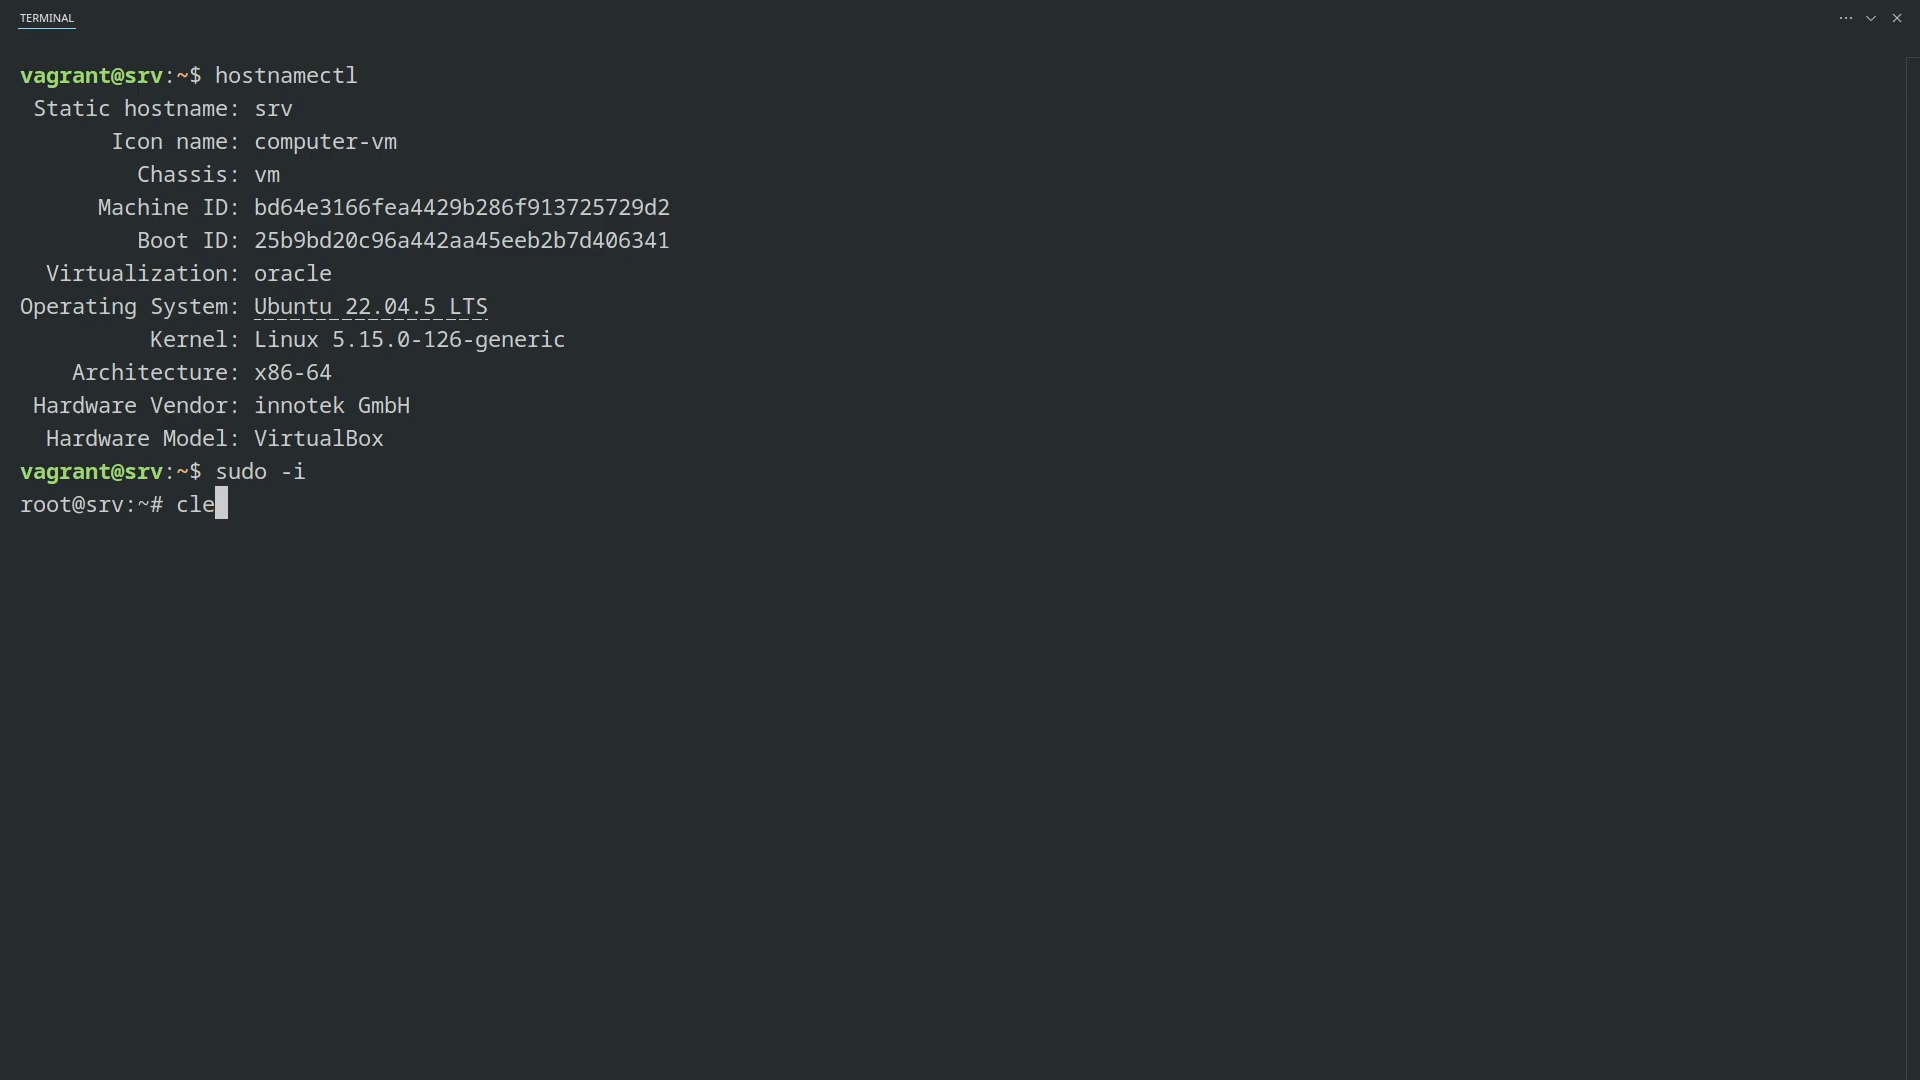 TERMINAL
vagrant@srv:~$ hostnamectl
 Static hostname: srv
       Icon name: computer-vm
         Chassis: vm
      Machine ID: bd64e3166fea4429b286f913725729d2
         Boot ID: 25b9bd20c96a442aa45eeb2b7d406341
  Virtualization: oracle
Operating System: Ubuntu 22.04.5 LTS
          Kernel: Linux 5.15.0-126-generic
    Architecture: x86-64
 Hardware Vendor: innotek GmbH
  Hardware Model: VirtualBox
vagrant@srv:~$ sudo -i
root@srv:~# cle